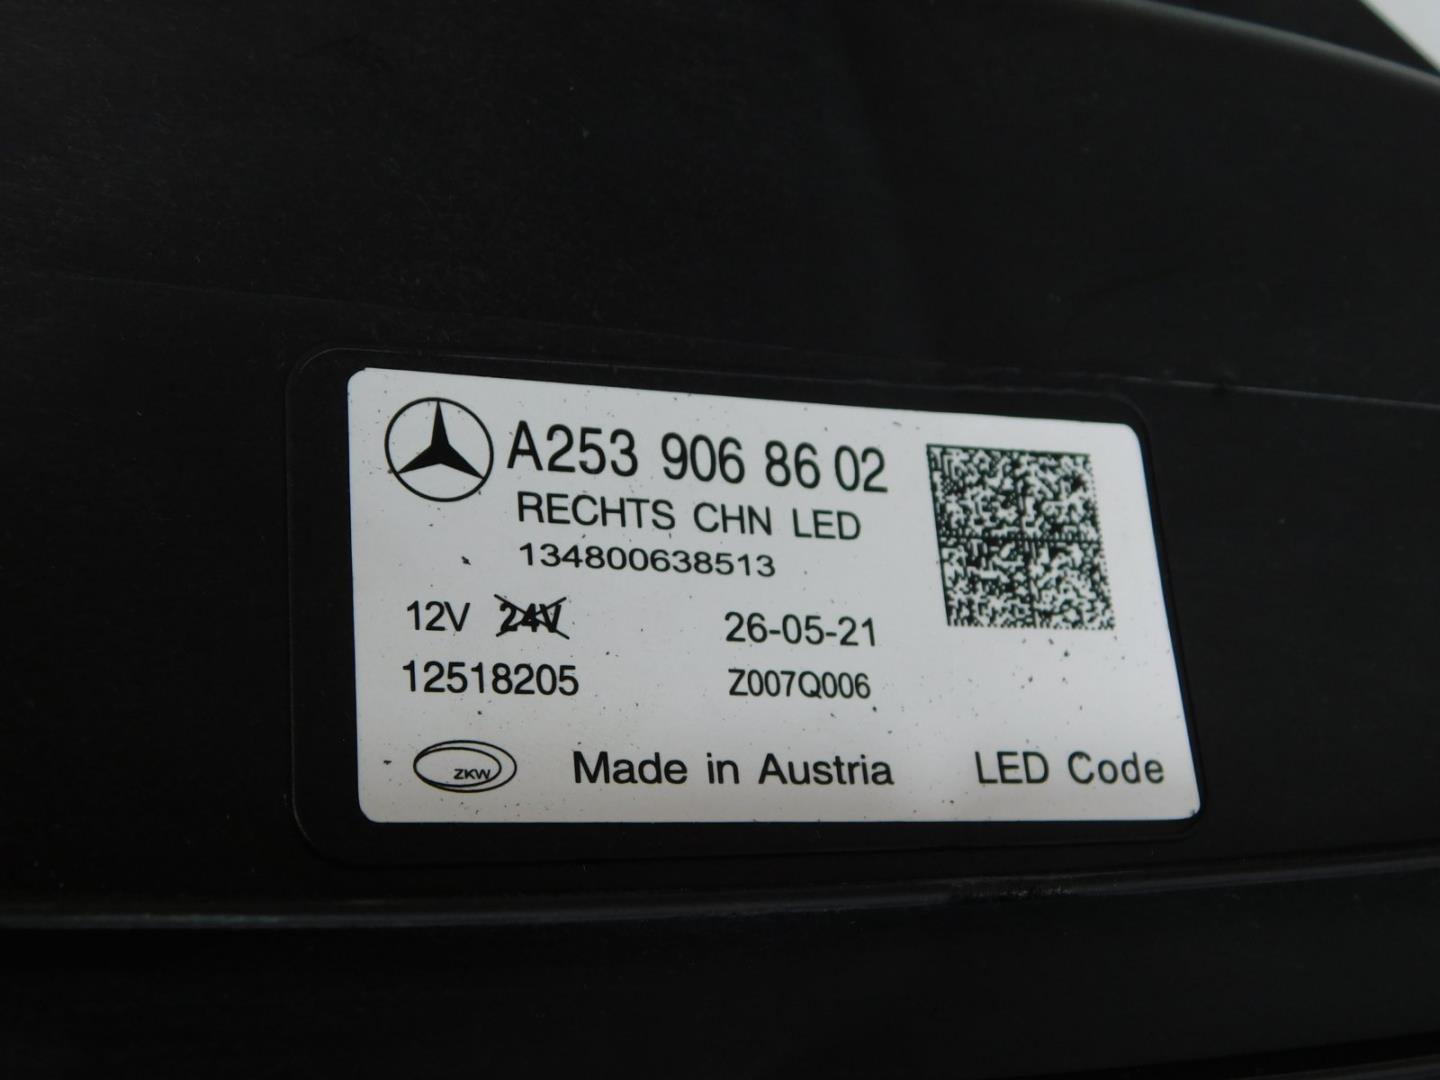 A253 906 86 02
RECHTS CHN LED
134800638513
12V 24V 26-05-21
12518205 Z007Q006
ZKW Made in Austria LED Code